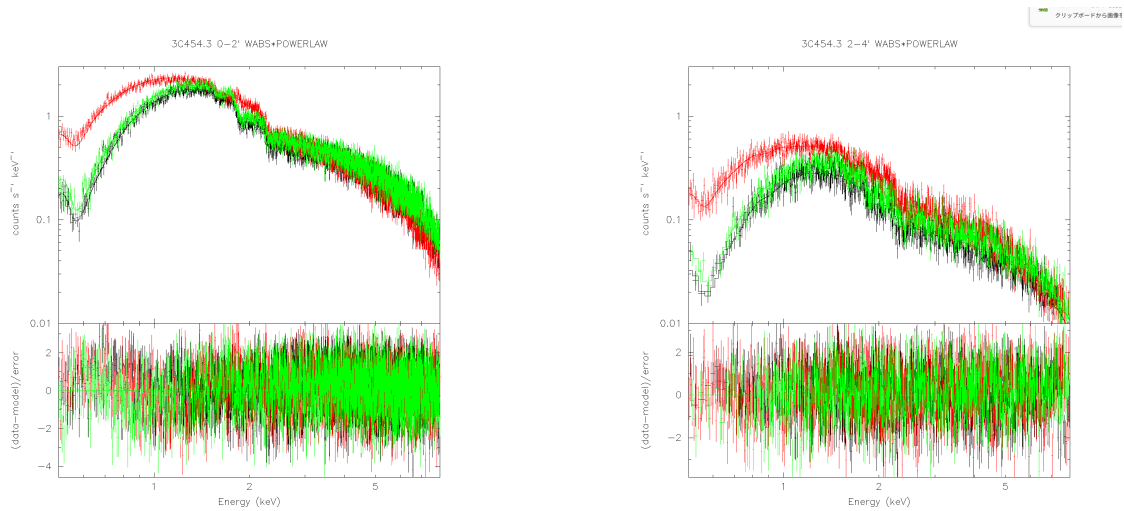 クリップボードから画像を
3C454.3 0-2' WABS*POWERLAW
1
0.1
0.01
counts s⁻¹ keV⁻¹
2
0
−2
−4
(data-model)/error
1
2
5
Energy (keV)
3C454.3 2-4' WABS*POWERLAW
1
0.1
0.01
counts s⁻¹ keV⁻¹
2
0
−2
(data-model)/error
1
2
5
Energy (keV)